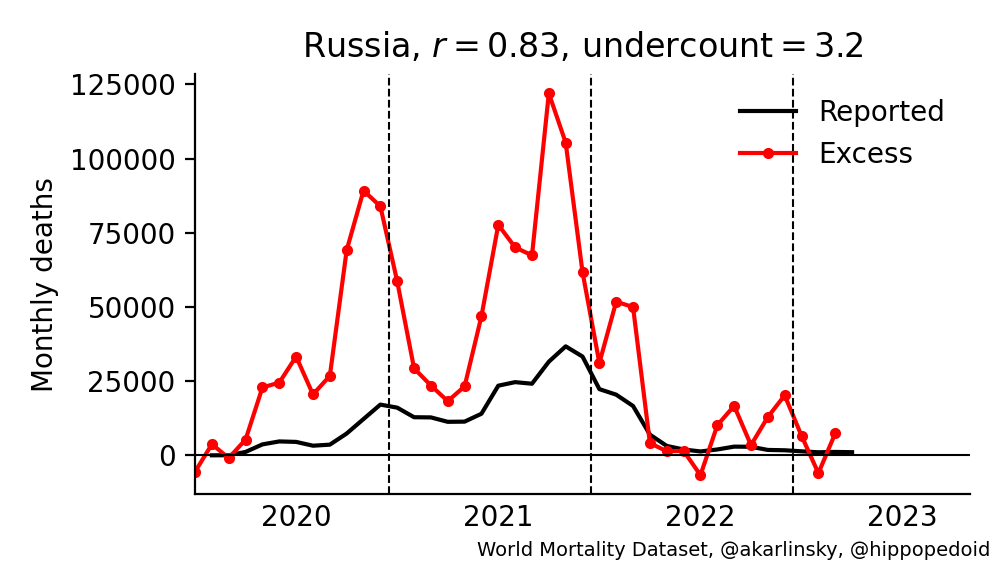 Russia, r = 0.83, undercount = 3.2
125000
100000
75000
50000
25000
0
Monthly deaths
Reported
Excess
2020 2021 2022 2023
World Mortality Dataset, @akarlinsky, @hippopedoid